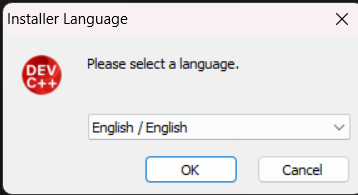 Installer Language
DEV
C++
Please select a language.
English / English
OK
Cancel